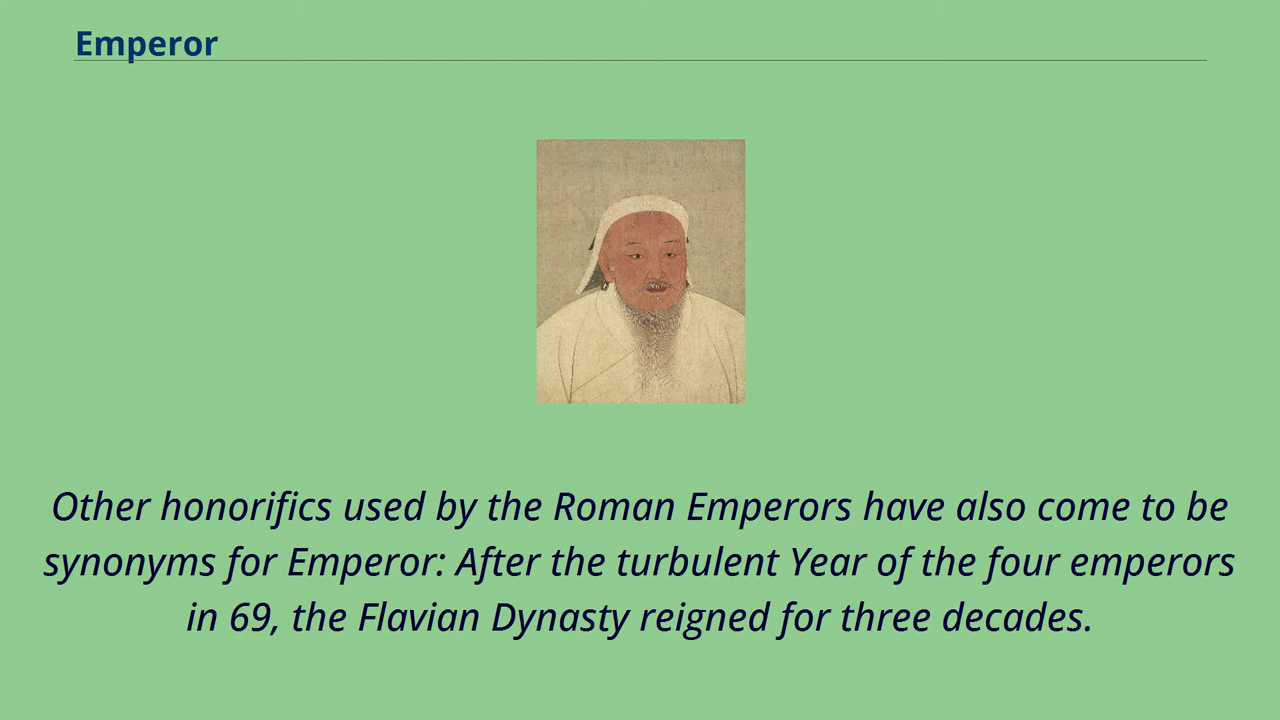 Emperor
Other honorifics used by the Roman Emperors have also come to be
synonyms for Emperor: After the turbulent Year of the four emperors
in 69, the Flavian Dynasty reigned for three decades.